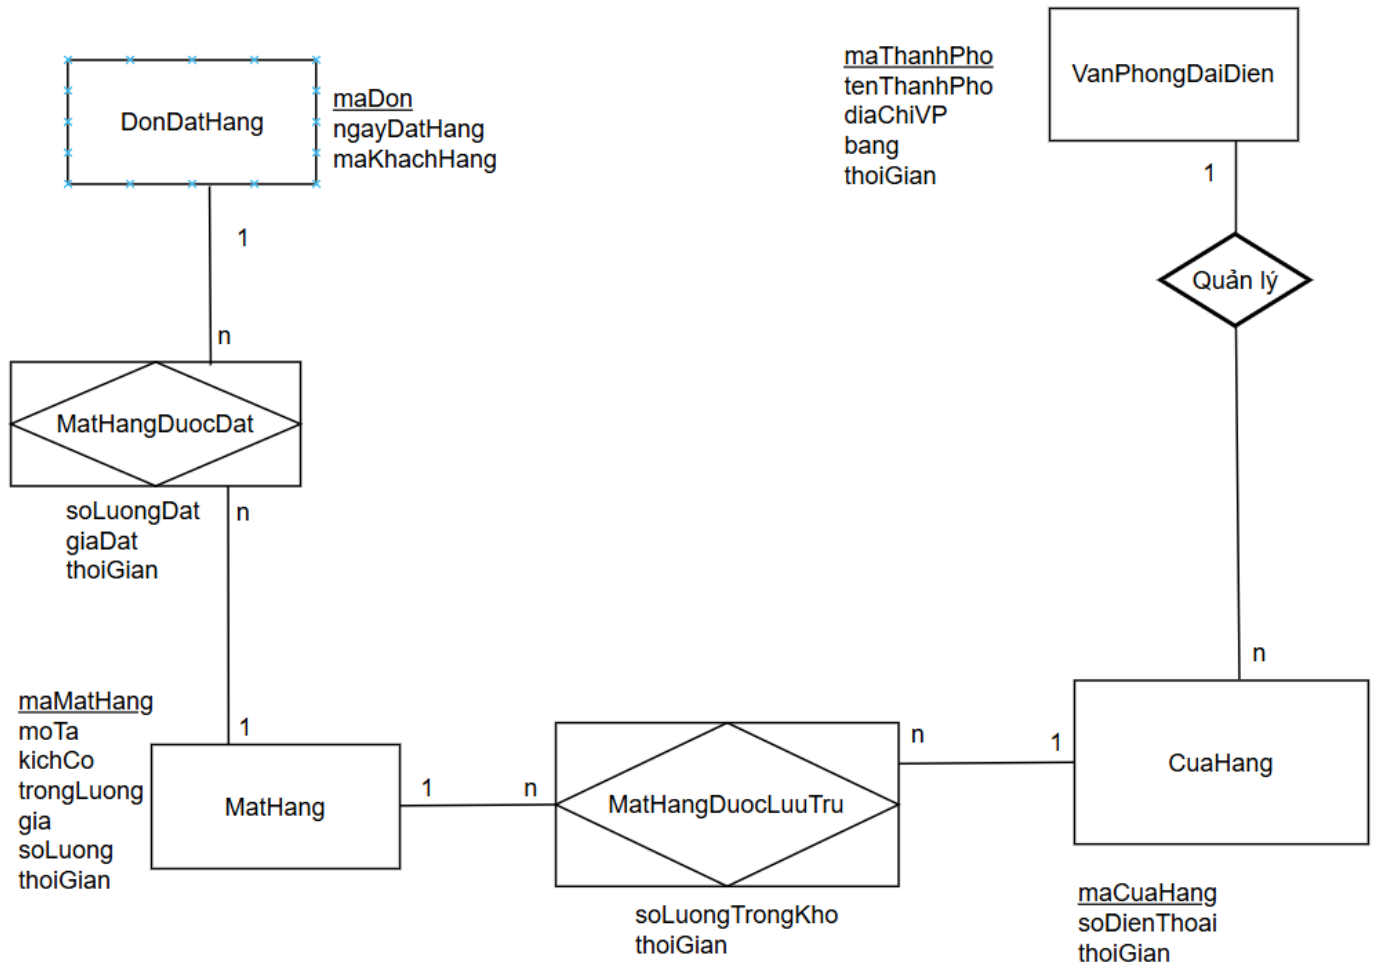 DonDatHang
maDon
ngayDatHang
maKhachHang
1
n
MatHangDuocDat
soLuongDat
giaDat
thoiGian
n
1
maMatHang
moTa
kichCo
trongLuong
gia
soLuong
thoiGian
MatHang
1
n
MatHangDuocLuuTru
soLuongTrongKho
thoiGian
n
1
CuaHang
maCuaHang
soDienThoai
thoiGian
n
Quản lý
1
VanPhongDaiDien
maThanhPho
tenThanhPho
diaChiVP
bang
thoiGian